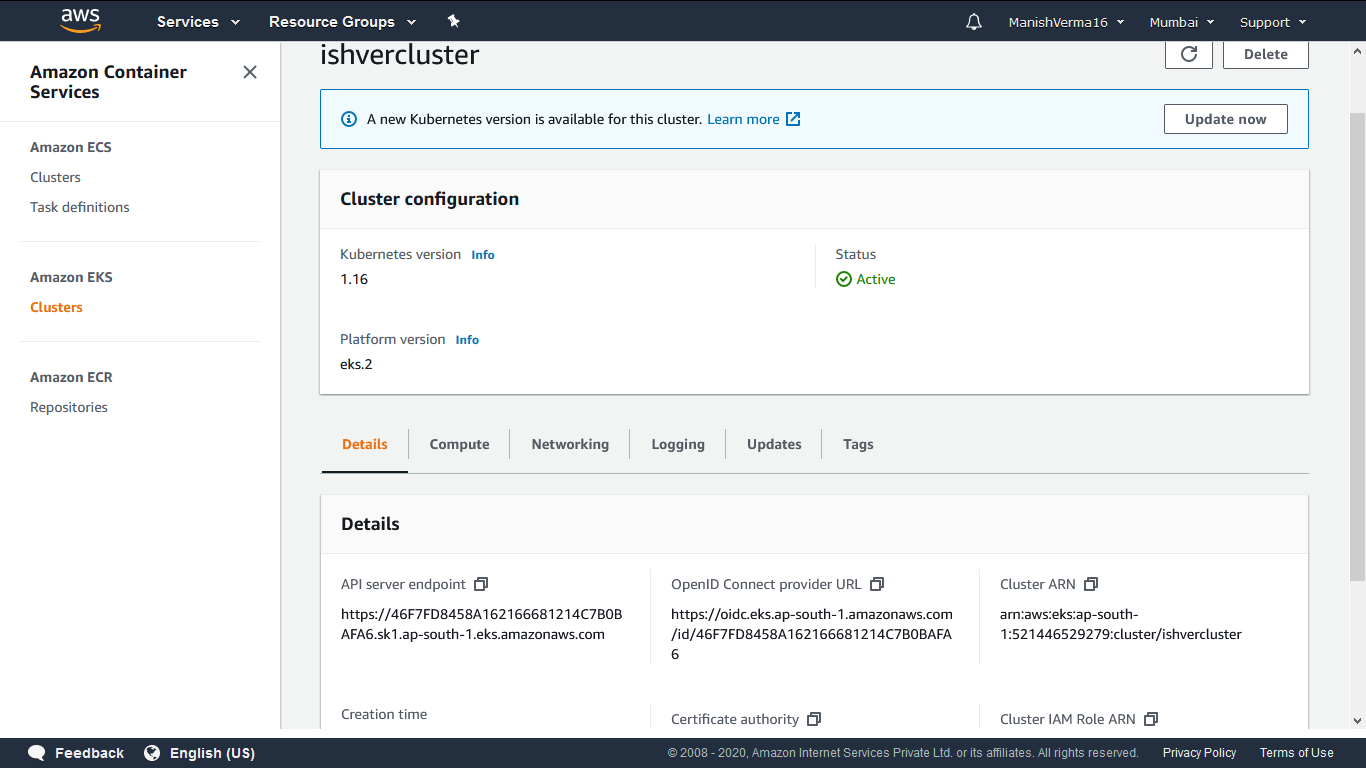 aws Services Resource Groups ManishVerma16 Mumbai Support
Amazon Container
Services
Amazon ECS
Clusters
Task definitions
Amazon EKS
Clusters
Amazon ECR
Repositories
ishvercluster
Delete
A new Kubernetes version is available for this cluster. Learn more
Update now
Cluster configuration
Kubernetes version Info
1.16
Status
Active
Platform version Info
eks.2
Details Compute Networking Logging Updates Tags
Details
API server endpoint
https://46F7FD8458A162166681214C7B0B
AFA6.sk1.ap-south-1.eks.amazonaws.com
OpenID Connect provider URL
https://oidc.eks.ap-south-1.amazonaws.com
/id/46F7FD8458A162166681214C7B0BAFA
6
Cluster ARN
arn:aws:eks:ap-south-
1:521446529279:cluster/ishvercluster
Creation time
Certificate authority
Cluster IAM Role ARN
Feedback English (US) © 2008 - 2020, Amazon Internet Services Private Ltd. or its affiliates. All rights reserved. Privacy Policy Terms of Use